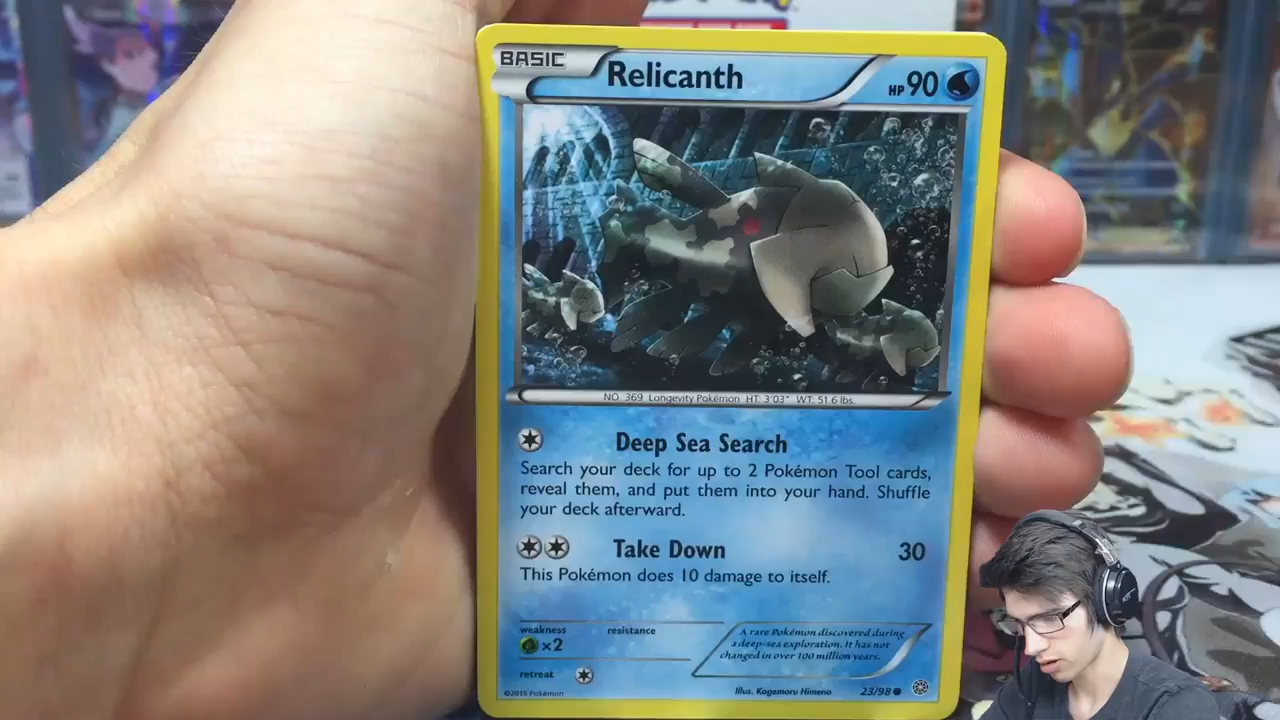 BASIC
Relicanth
HP 90
NO. 369 Longevity Pokémon HT: 3'03" WT: 51.6 lbs.
Deep Sea Search
Search your deck for up to 2 Pokémon Tool cards,
reveal them, and put them into your hand. Shuffle
your deck afterward.
Take Down 30
This Pokémon does 10 damage to itself.
weakness resistance
×2
retreat
A rare Pokémon discovered during
a deep-sea exploration. It has not
changed in over 100 million years.
©2015 Pokémon
Illus. Kagemaru Himeno
23/98